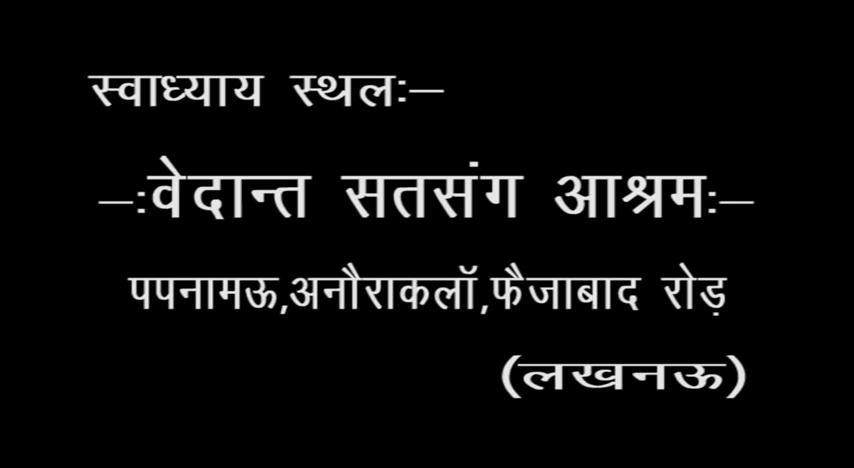 स्वाध्याय स्थलः–
–ःवेदान्त सतसंग आश्रमः–
पपनामऊ,अनौराकलॉ,फैजाबाद रोड़
(लखनऊ)